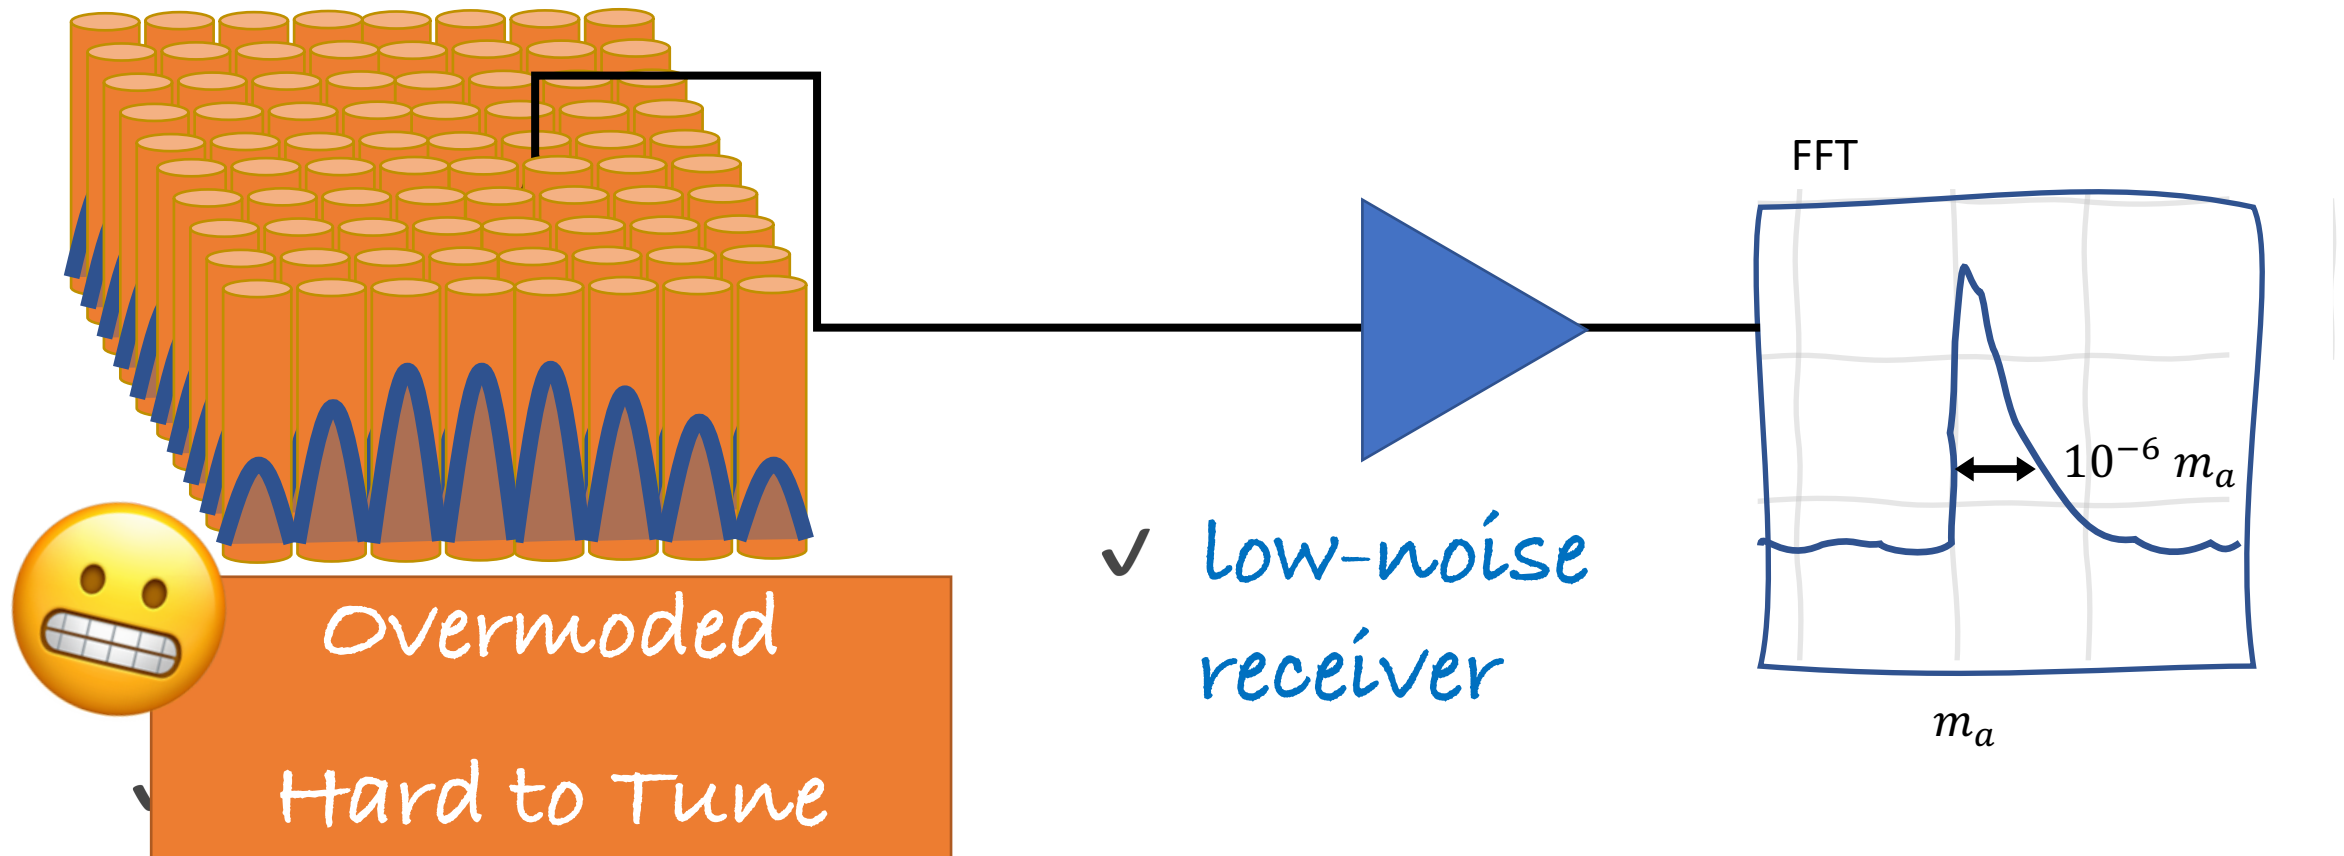 FFT
10⁻⁶ mₐ
✓ low-noise
receiver
mₐ
Overmoded
Hard to Tune